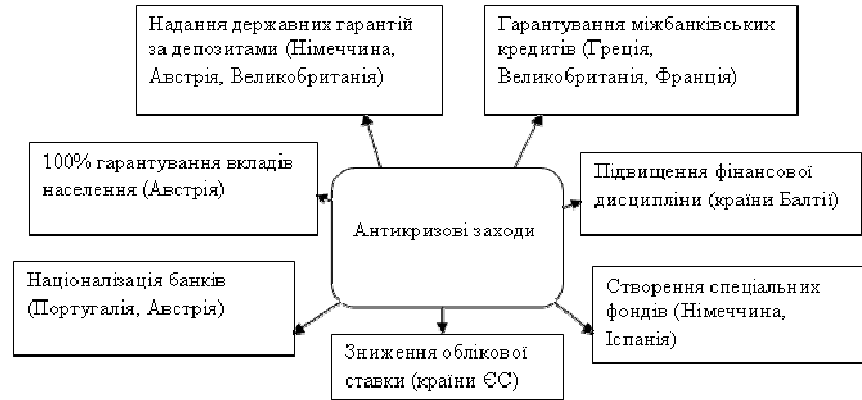 Надання державних гарантій
за депозитами (Німеччина,
Австрія, Великобританія)
Гарантування міжбанківських
кредитів (Греція,
Великобританія, Франція)
100% гарантування вкладів
населення (Австрія)
Підвищення фінансової
дисципліни (країни Балтії)
Антикризові заходи
Націоналізація банків
(Португалія, Австрія)
Створення спеціальних
фондів (Німеччина,
Іспанія)
Зниження облікової
ставки (країни ЄС)